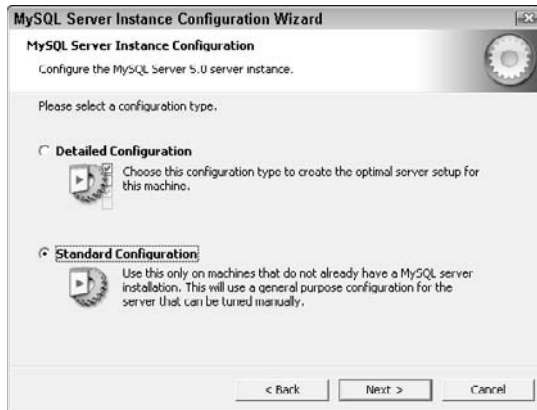 MySQL Server Instance Configuration Wizard
MySQL Server Instance Configuration
Configure the MySQL Server 5.0 server instance.
Please select a configuration type.
Detailed Configuration
Choose this configuration type to create the optimal server setup for
this machine.
Standard Configuration
Use this only on machines that do not already have a MySQL server
installation. This will use a general purpose configuration for the
server that can be tuned manually.
< Back
Next >
Cancel